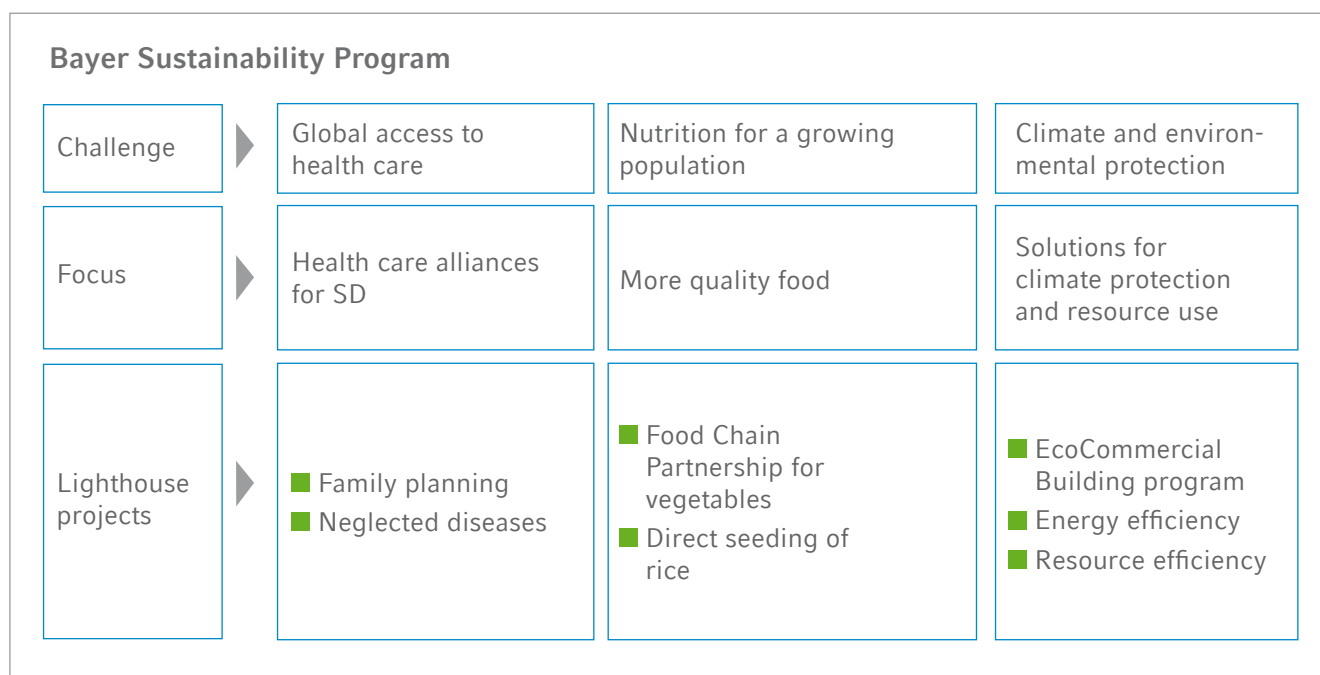 Bayer Sustainability Program
Challenge
Global access to
health care
Nutrition for a growing
population
Climate and environ-
mental protection
Focus
Health care alliances
for SD
More quality food
Solutions for
climate protection
and resource use
Lighthouse
projects
Family planning
Neglected diseases
Food Chain
Partnership for
vegetables
Direct seeding of
rice
EcoCommercial
Building program
Energy efficiency
Resource efficiency